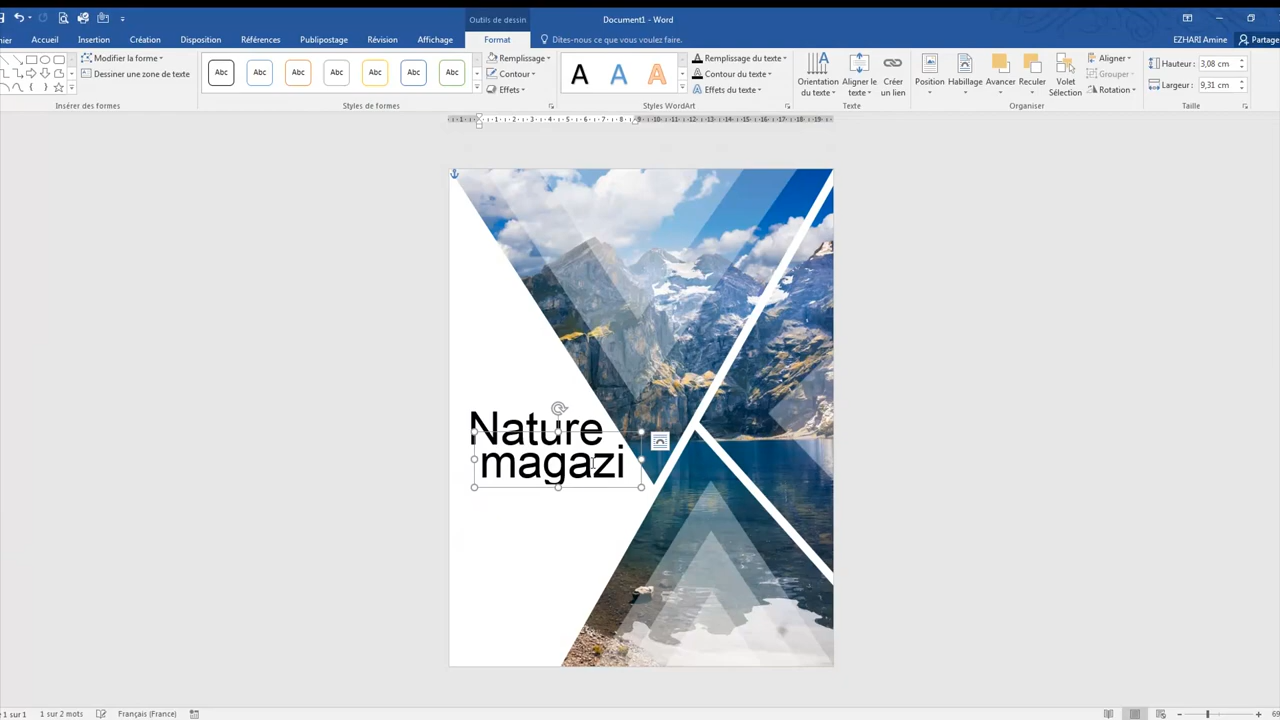 Outils de dessin
Document1 - Word
Accueil
Insertion
Création
Disposition
Références
Publipostage
Révision
Affichage
Format
Dites-nous ce que vous voulez faire.
EZHARI Amine
Partage
Modifier la forme
Dessiner une zone de texte
Insérer des formes
Abc Abc Abc Abc Abc Abc Abc
Remplissage
Contour
Effets
Styles de formes
A A A
Remplissage du texte
Contour du texte
Effets du texte
Styles WordArt
Orientation du texte
Aligner le texte
Créer un lien
Texte
Position
Habillage
Avancer
Reculer
Volet Sélection
Aligner
Grouper
Rotation
Organiser
Hauteur: 3,08 cm
Largeur: 9,31 cm
Taille
Nature
magazi
1 sur 1
1 sur 2 mots
Français (France)